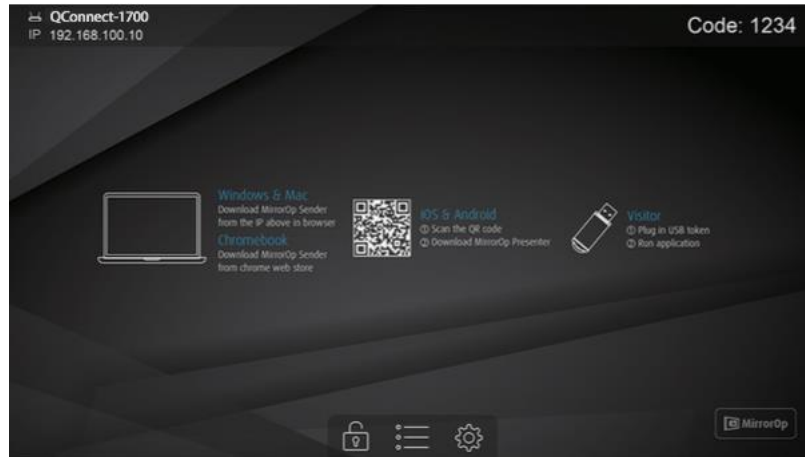 QConnect-1700
IP 192.168.100.10
Code: 1234
Windows & Mac
Download MirrorOp Sender
from the IP above in browser
Chromebook
Download MirrorOp Sender
from chrome web store
iOS & Android
① Scan the QR code
② Download MirrorOp Presenter
Visitor
① Plug in USB token
② Run application
MirrorOp